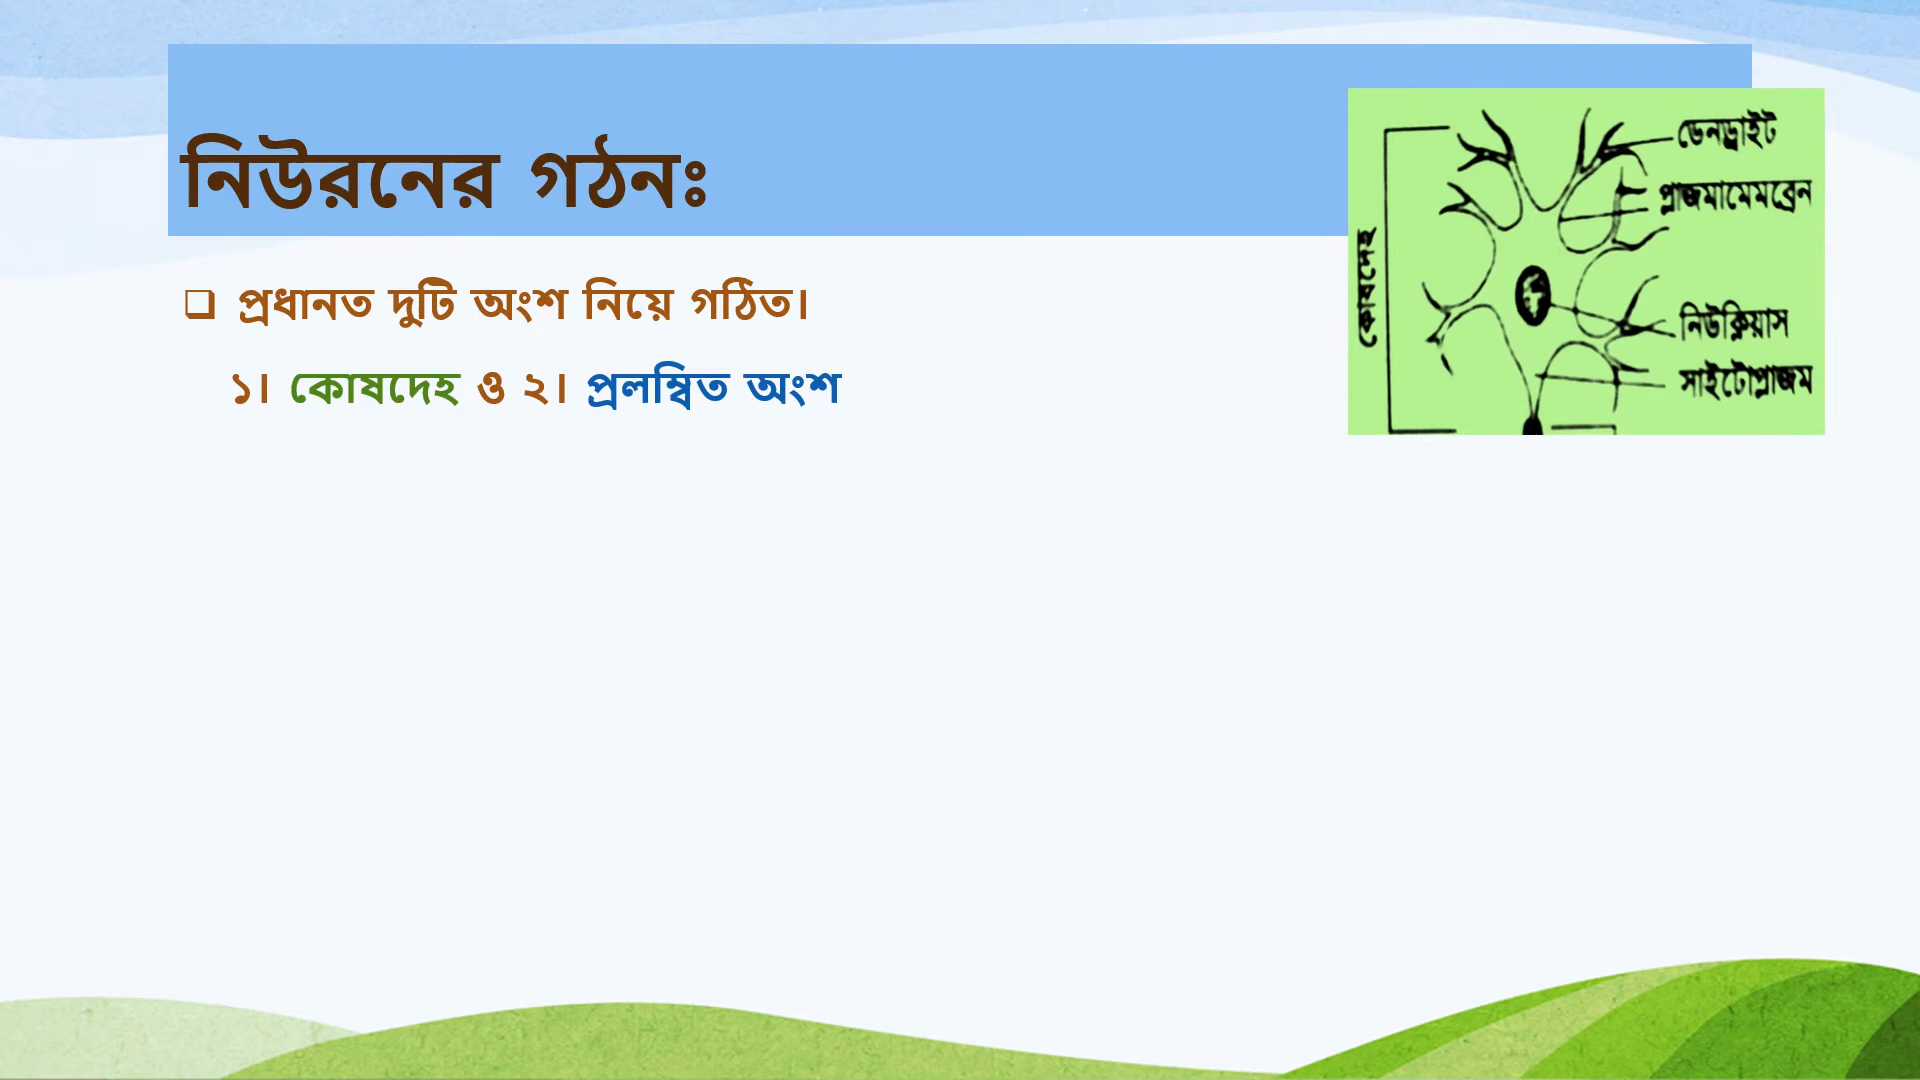 নিউরনের গঠনঃ
❑ প্রধানত দুটি অংশ নিয়ে গঠিত।
১। কোষদেহ ও ২। প্রলম্বিত অংশ
ডেনড্রাইট
প্লাজমামেমব্রেন
কোষদেহ
নিউক্লিয়াস
সাইটোপ্লাজম